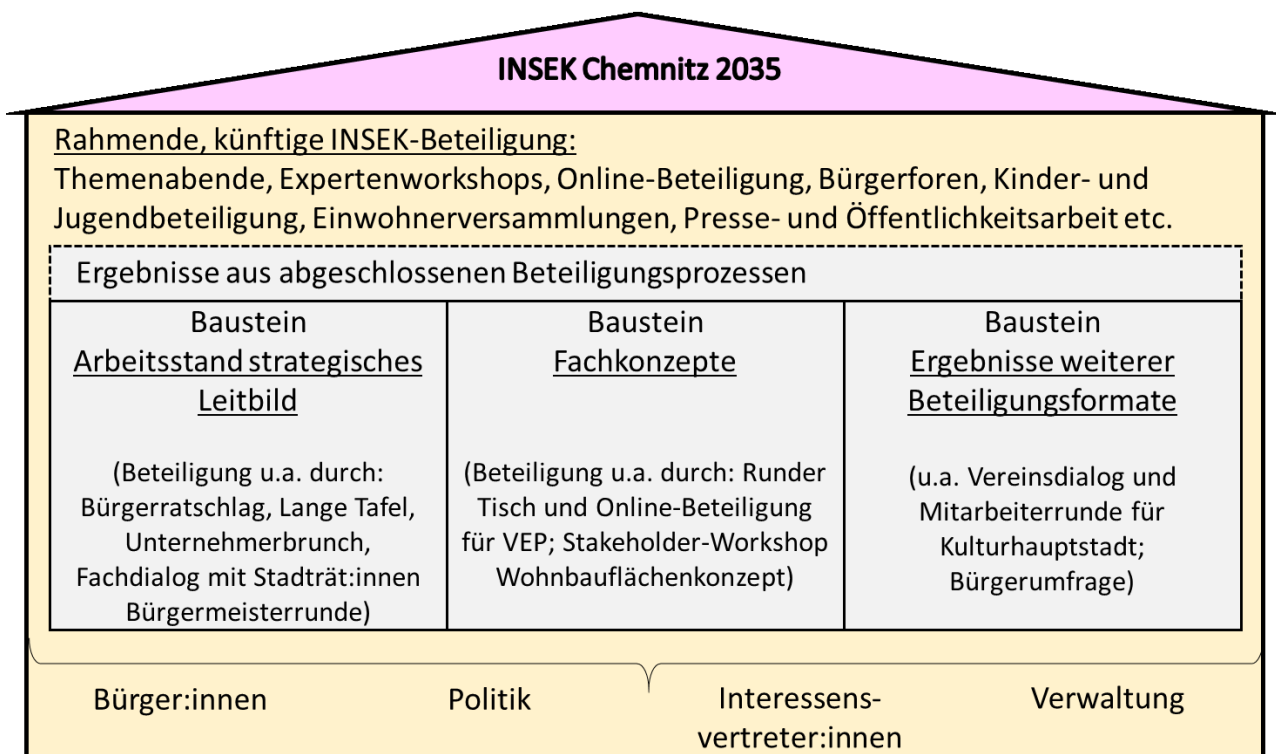 INSEK Chemnitz 2035
Rahmende, künftige INSEK-Beteiligung:
Themenabende, Expertenworkshops, Online-Beteiligung, Bürgerforen, Kinder- und
Jugendbeteiligung, Einwohnerversammlungen, Presse- und Öffentlichkeitsarbeit etc.
Ergebnisse aus abgeschlossenen Beteiligungsprozessen
Baustein
Arbeitsstand strategisches
Leitbild
(Beteiligung u.a. durch:
Bürgerratschlag, Lange Tafel,
Unternehmerbrunch,
Fachdialog mit Stadträt:innen
Bürgermeisterrunde)
Baustein
Fachkonzepte
(Beteiligung u.a. durch: Runder
Tisch und Online-Beteiligung
für VEP; Stakeholder-Workshop
Wohnbauflächenkonzept)
Baustein
Ergebnisse weiterer
Beteiligungsformate
(u.a. Vereinsdialog und
Mitarbeiterrunde für
Kulturhauptstadt;
Bürgerumfrage)
Bürger:innen
Politik
Interessens-
vertreter:innen
Verwaltung